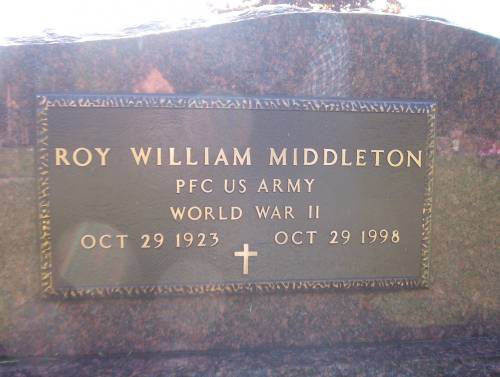 ROY WILLIAM MIDDLETON
PFC US ARMY
WORLD WAR II
OCT 29 1923 OCT 29 1998